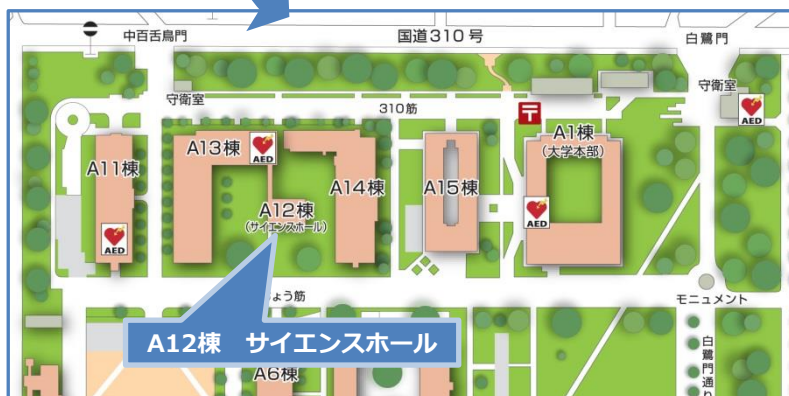 中百舌鳥門
国道310号
白鷺門
守衛室
守衛室
310筋
〒
AED
A1棟
(大学本部)
A13棟
AED
A11棟
A14棟
A15棟
A12棟
(サイエンスホール)
AED
AED
AED
ょう筋
モニュメント
A12棟 サイエンスホール
A6棟
白鷺門通り